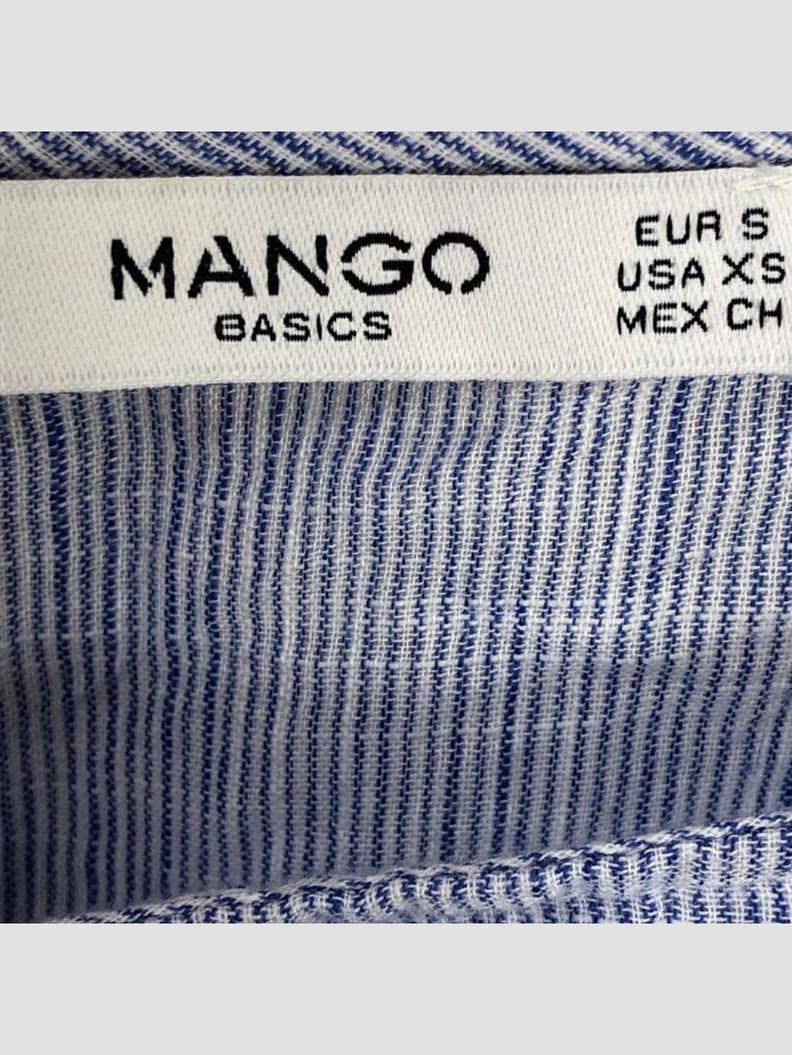 MANGO
BASICS
EUR S
USA XS
MEX CH